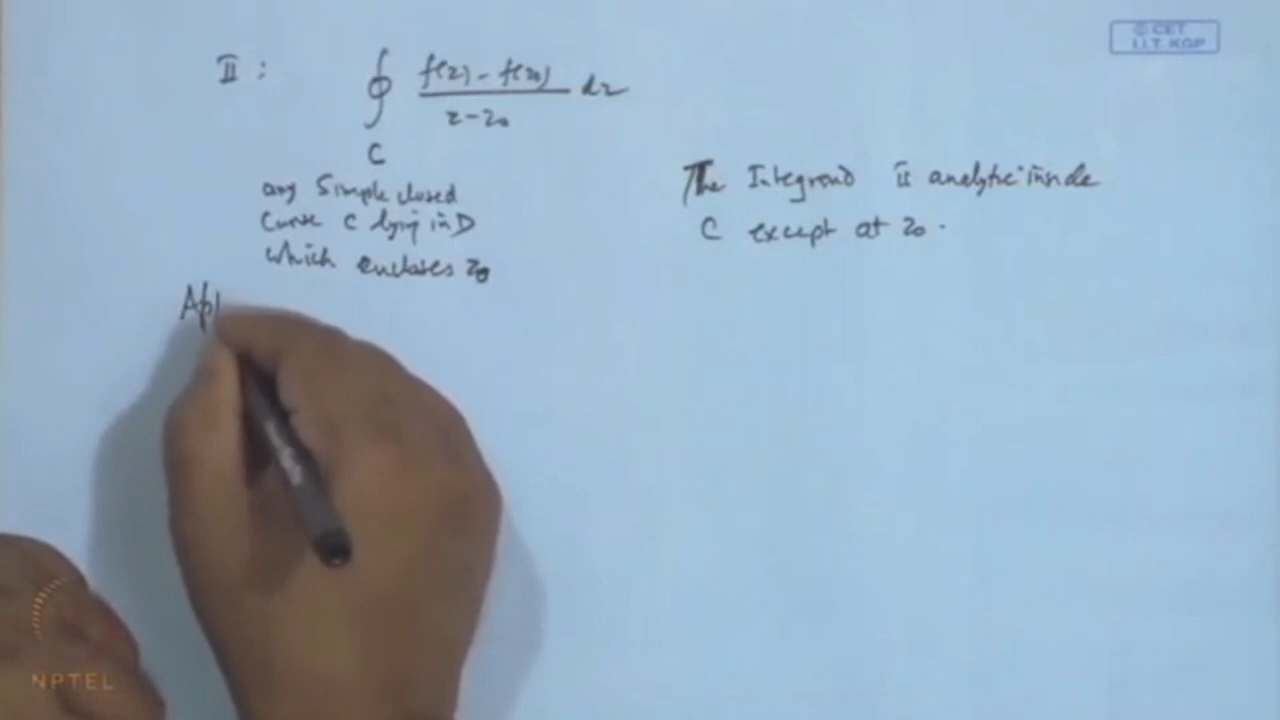 © CET
I.I.T. KGP
II : ∮ f(z) - f(z₀) / z - z₀ dz
C
any Simple closed
Curve C lying in D
which encloses z₀
The Integrand is analytic inside
C except at z₀.
Apl
NPTEL